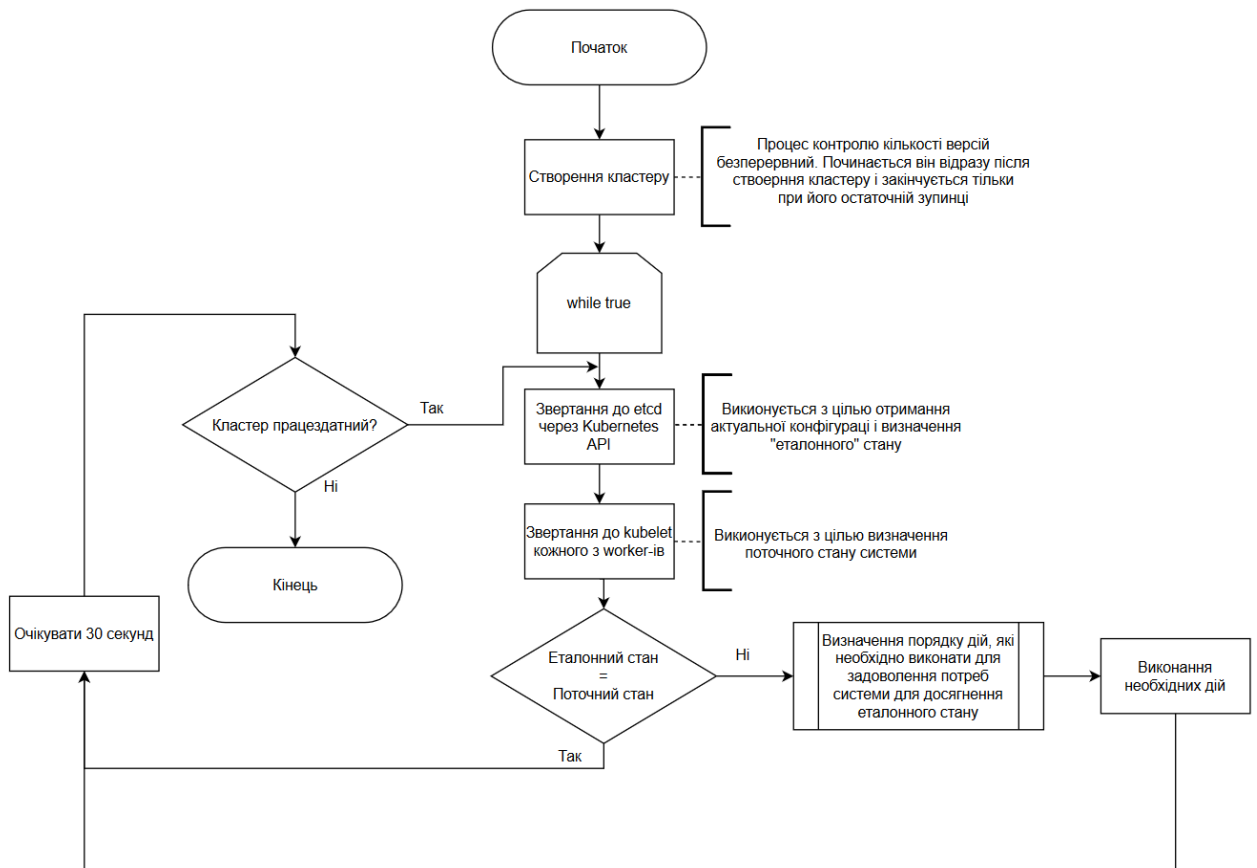 Початок
Створення кластеру
Процес контролю кількості версій
безперервний. Починається він відразу після
ствоерння кластеру і закінчується тільки
при його остаточній зупинці
while true
Кластер працездатний?
Так
Ні
Кінець
Звертання до etcd
через Kubernetes
API
Викионується з цілью отримання
актуальної конфігураці і визначення
"еталонного" стану
Звертання до kubelet
кожного з worker-ів
Викионується з цілью визначення
поточного стану системи
Очікувати 30 секунд
Еталонний стан
=
Поточний стан
Ні
Так
Визначення порядку дій, які
необхідно виконати для
задоволення потреб
системи для досягнення
еталонного стану
Виконання
необхідних дій